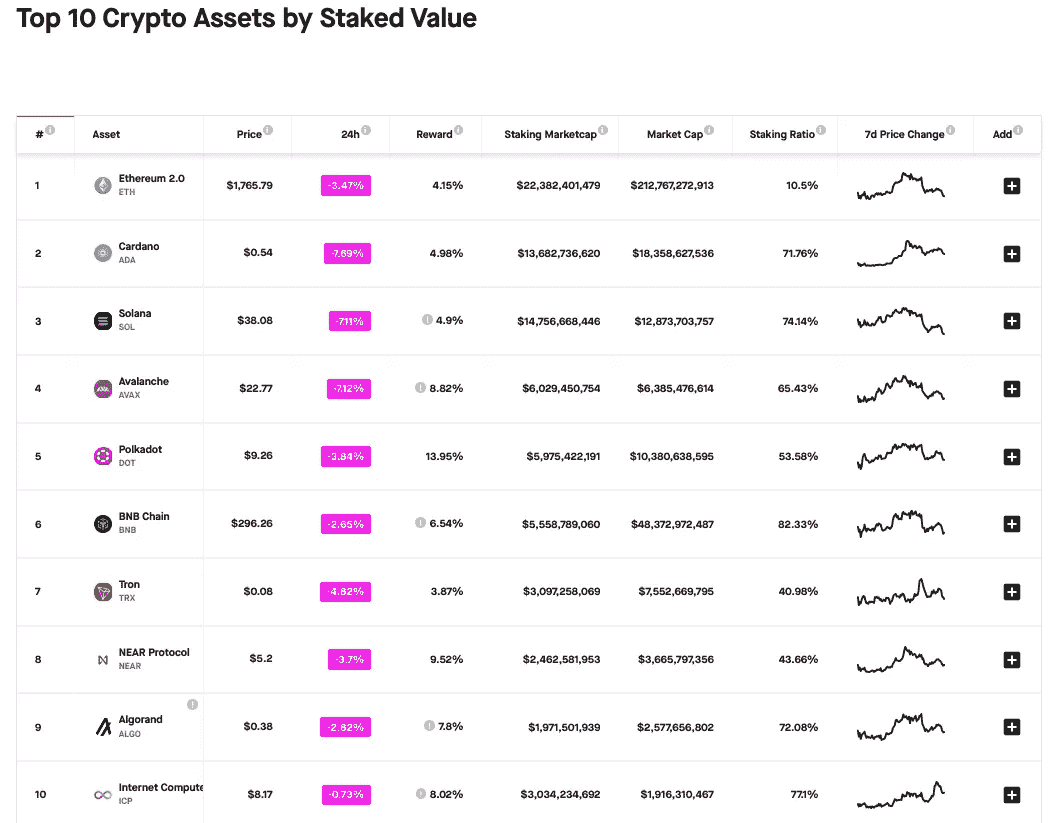 Top 10 Crypto Assets by Staked Value
# Asset Price 24h Reward Staking Marketcap Market Cap Staking Ratio 7d Price Change Add
1 Ethereum 2.0 $1,765.79 -3.47% 4.15% $22,382,401,479 $212,767,272,913 10.5%
ETH
2 Cardano $0.54 -7.69% 4.98% $13,682,736,620 $18,358,627,536 71.76%
ADA
3 Solana $38.08 -7.11% 4.9% $14,756,668,446 $12,873,703,757 74.14%
SOL
4 Avalanche $22.77 -7.12% 8.82% $6,029,450,754 $6,385,476,614 65.43%
AVAX
5 Polkadot $9.26 -3.84% 13.95% $5,975,422,191 $10,380,638,595 53.58%
DOT
6 BNB Chain $296.26 -2.65% 6.54% $5,558,789,060 $48,372,972,487 82.33%
BNB
7 Tron $0.08 -4.82% 3.87% $3,097,258,069 $7,552,669,795 40.98%
TRX
8 NEAR Protocol $5.2 -3.7% 9.52% $2,462,581,953 $3,665,797,356 43.66%
NEAR
9 Algorand $0.38 -2.82% 7.8% $1,971,501,939 $2,577,656,802 72.08%
ALGO
10 Internet Compute $8.17 -0.73% 8.02% $3,034,234,692 $1,916,310,467 77.1%
ICP